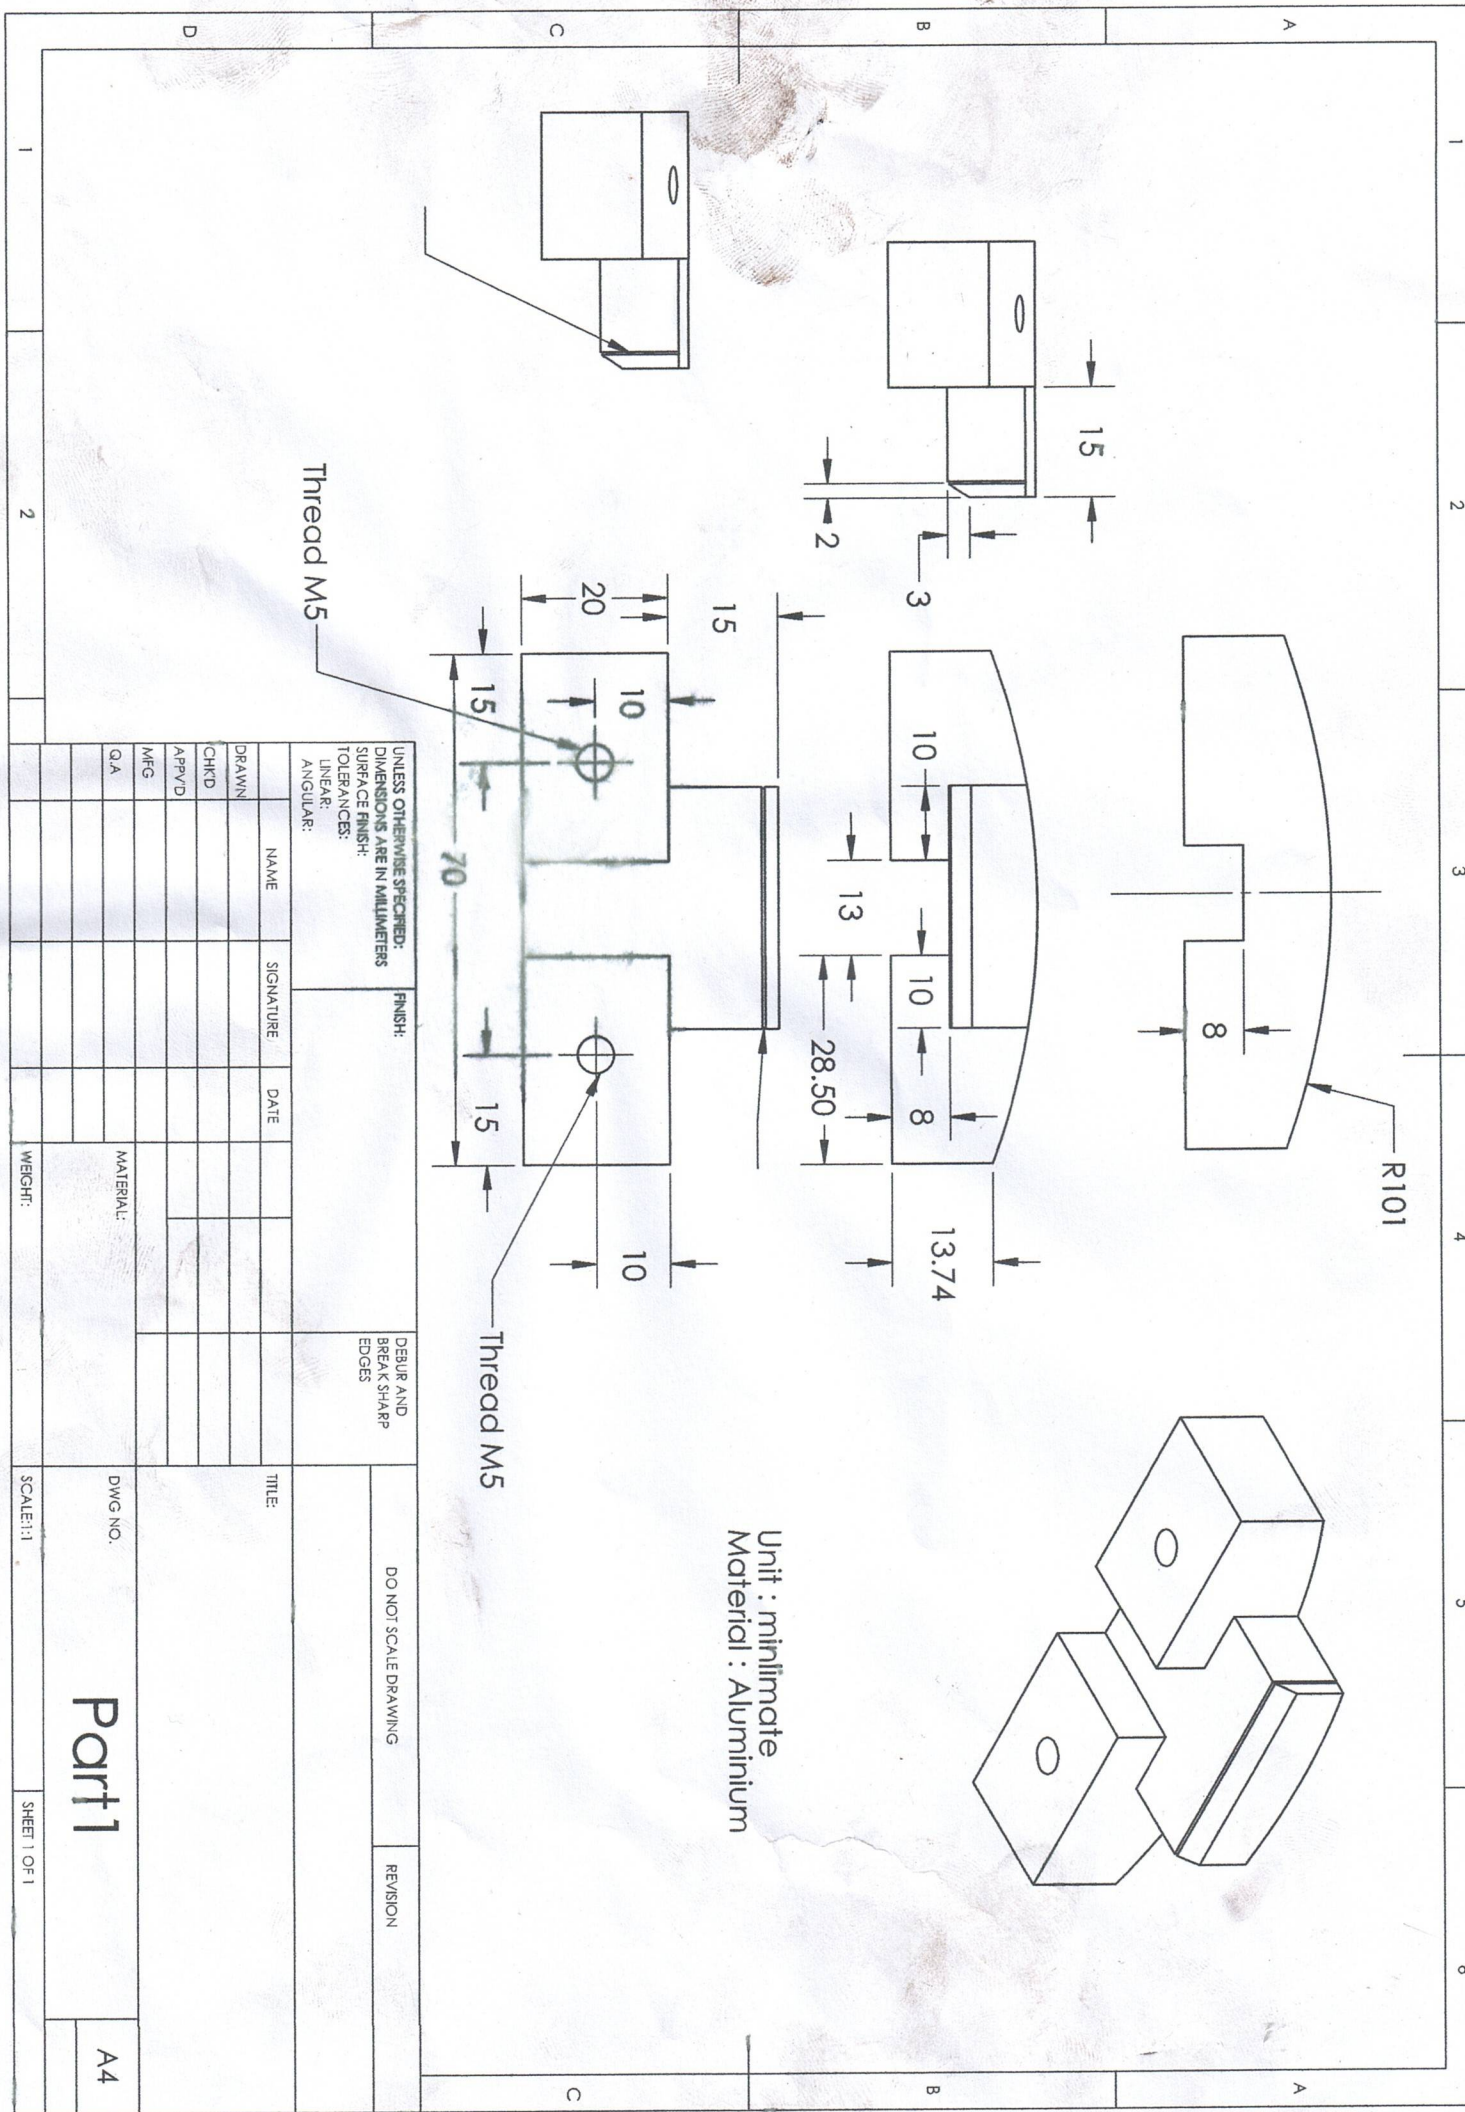 1
2
3
4
5
6
A
B
C
D
A
B
C
1
2
R101
8
15
2
3
10
13
10
8
28.50
13.74
15
20
10
15
70
15
10
Thread M5
Thread M5
Unit : minlimate
Material : Aluminium
UNLESS OTHERWISE SPECIFIED:
DIMENSIONS ARE IN MILLIMETERS
SURFACE FINISH:
TOLERANCES:
LINEAR:
ANGULAR:
FINISH:
DEBUR AND
BREAK SHARP
EDGES
DO NOT SCALE DRAWING
REVISION
NAME
SIGNATURE
DATE
TITLE:
DRAWN
CHK'D
APPV'D
MFG
Q.A
MATERIAL:
DWG NO.
Part1
A4
WEIGHT:
SCALE:1:1
SHEET 1 OF 1